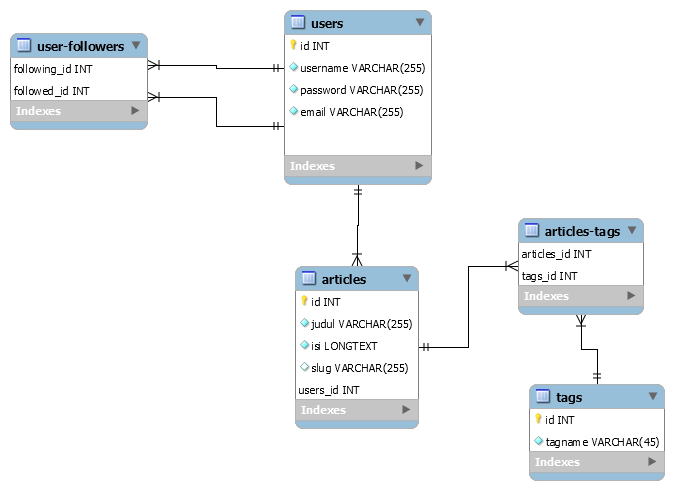 user-followers
following_id INT
followed_id INT
Indexes
users
id INT
username VARCHAR(255)
password VARCHAR(255)
email VARCHAR(255)
Indexes
articles
id INT
judul VARCHAR(255)
isi LONGTEXT
slug VARCHAR(255)
users_id INT
Indexes
articles-tags
articles_id INT
tags_id INT
Indexes
tags
id INT
tagname VARCHAR(45)
Indexes